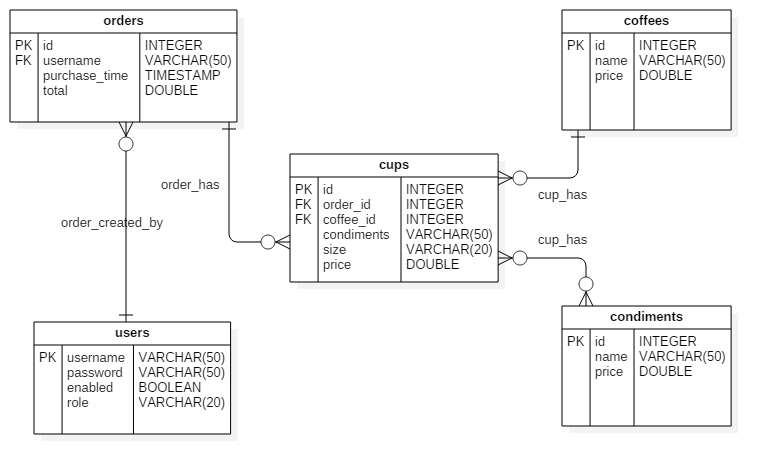 orders
PK id INTEGER
FK username VARCHAR(50)
purchase_time TIMESTAMP
total DOUBLE
coffees
PK id INTEGER
name VARCHAR(50)
price DOUBLE
cups
PK id INTEGER
FK order_id INTEGER
FK coffee_id INTEGER
condiments VARCHAR(50)
size VARCHAR(20)
price DOUBLE
order_has
cup_has
order_created_by
cup_has
users
PK username VARCHAR(50)
password VARCHAR(50)
enabled BOOLEAN
role VARCHAR(20)
condiments
PK id INTEGER
name VARCHAR(50)
price DOUBLE